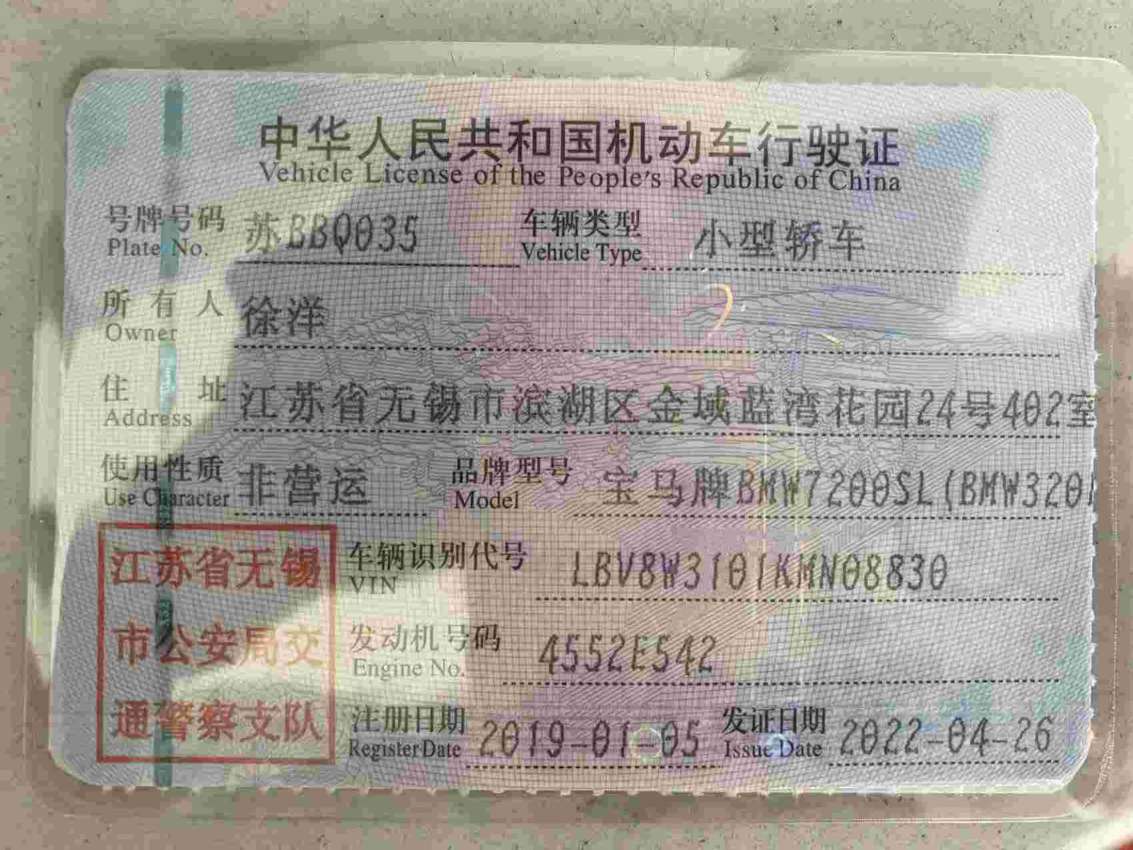 中华人民共和国机动车行驶证
Vehicle License of the People's Republic of China
号牌号码 苏BBQ035 车辆类型 小型轿车
Plate No. Vehicle Type
所有人 徐洋
Owner
住址 江苏省无锡市滨湖区金域蓝湾花园24号402室
Address
使用性质 非营运 品牌型号 宝马牌BMW7200SL(BMW320
Use Character Model
江苏省无锡 车辆识别代号 LBV8W3101KMN08830
VIN
市公安局交 发动机号码 4552E542
Engine No.
通警察支队 注册日期 2019-01-05 发证日期 2022-04-26
Register Date Issue Date